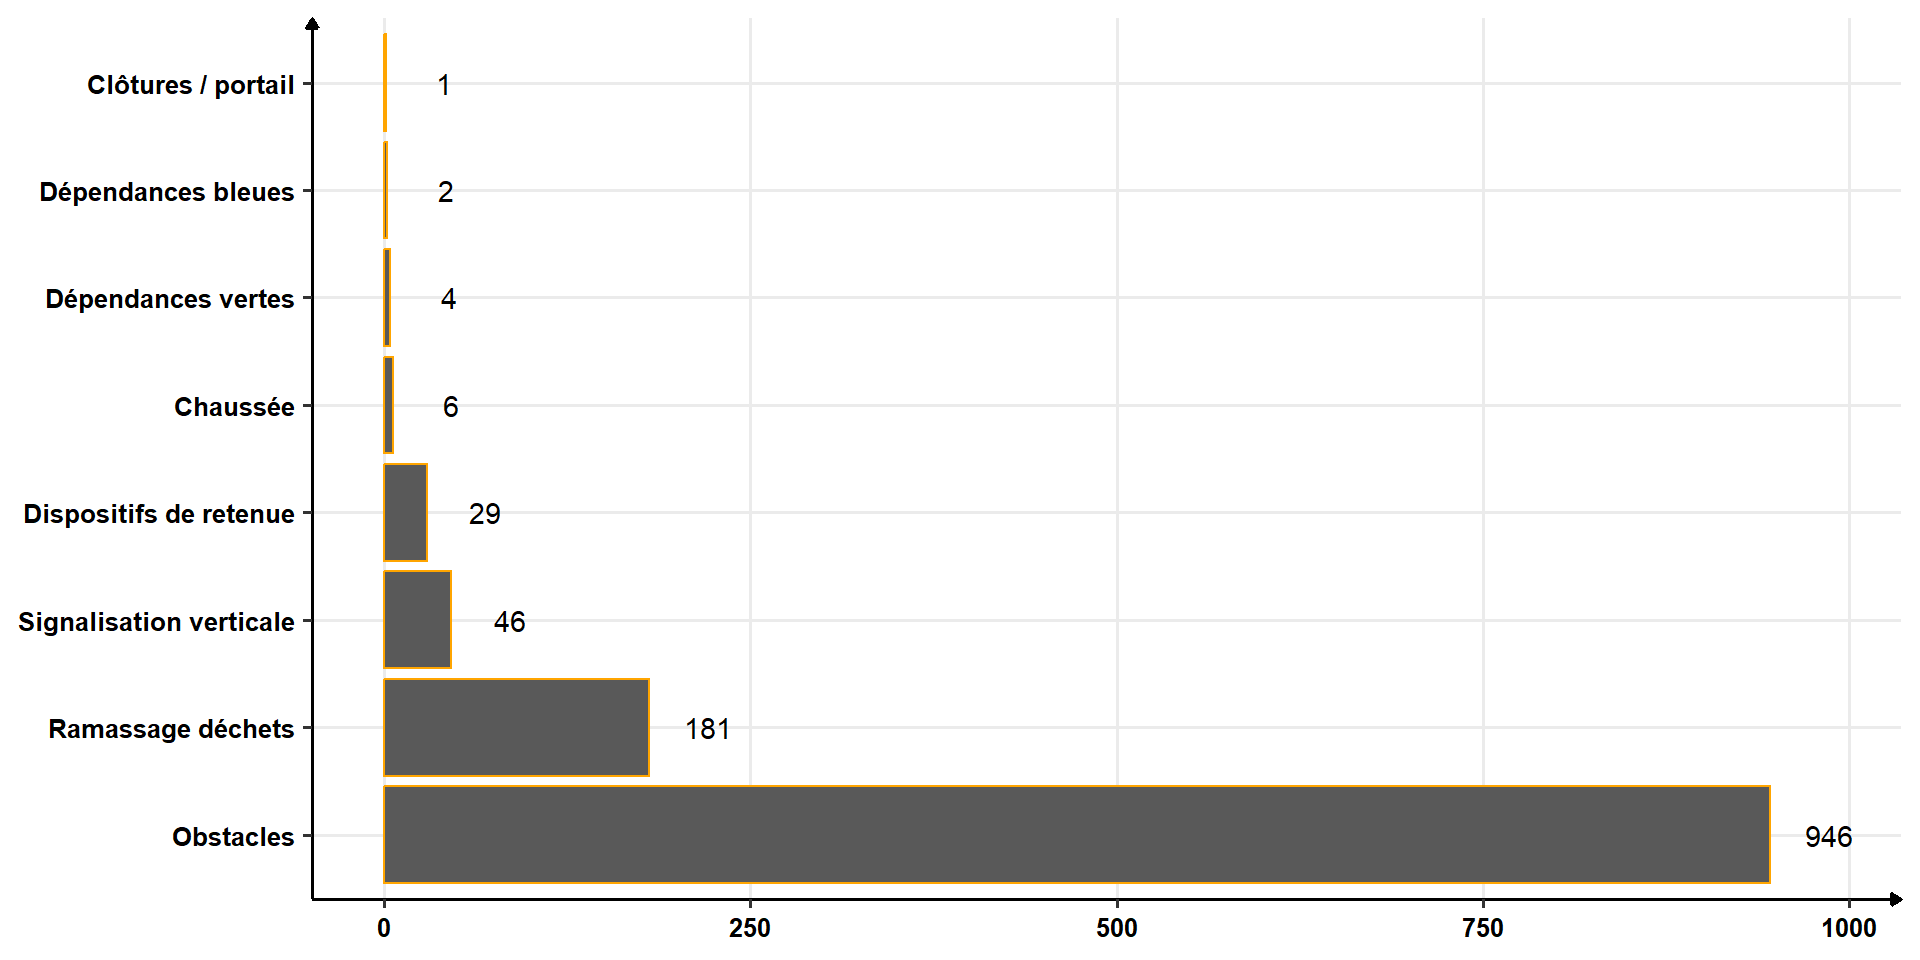 Clôtures / portail 1
Dépendances bleues 2
Dépendances vertes 4
Chaussée 6
Dispositifs de retenue 29
Signalisation verticale 46
Ramassage déchets 181
Obstacles 946
0 250 500 750 1000